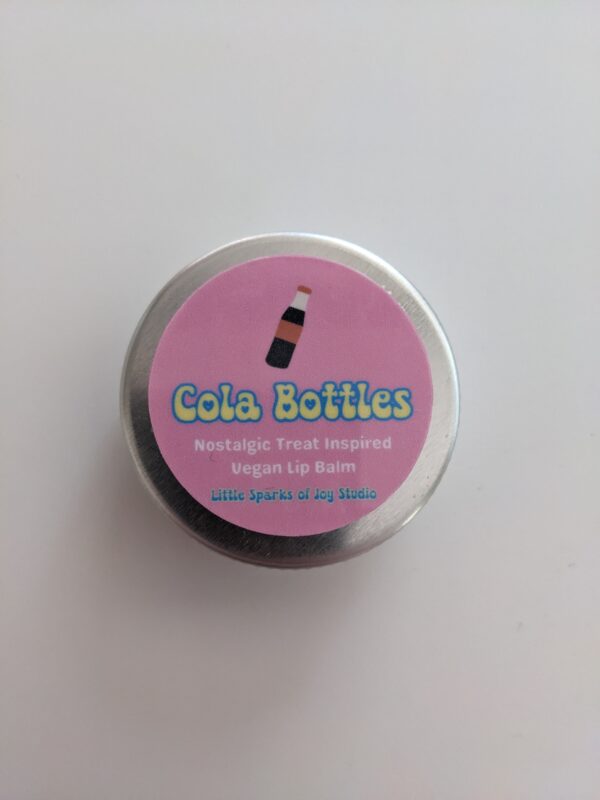 Cola Bottles
Nostalgic Treat Inspired
Vegan Lip Balm
Little Sparks of Joy Studio